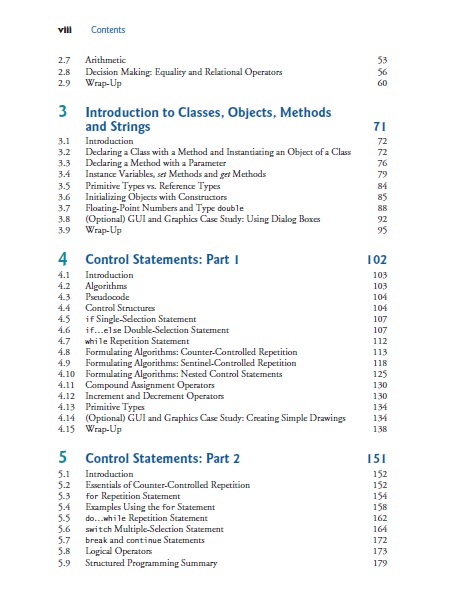 viii Contents
2.7 Arithmetic 53
2.8 Decision Making: Equality and Relational Operators 56
2.9 Wrap-Up 60
3 Introduction to Classes, Objects, Methods
and Strings 71
3.1 Introduction 72
3.2 Declaring a Class with a Method and Instantiating an Object of a Class 72
3.3 Declaring a Method with a Parameter 76
3.4 Instance Variables, set Methods and get Methods 79
3.5 Primitive Types vs. Reference Types 84
3.6 Initializing Objects with Constructors 85
3.7 Floating-Point Numbers and Type double 88
3.8 (Optional) GUI and Graphics Case Study: Using Dialog Boxes 92
3.9 Wrap-Up 95
4 Control Statements: Part 1 102
4.1 Introduction 103
4.2 Algorithms 103
4.3 Pseudocode 104
4.4 Control Structures 104
4.5 if Single-Selection Statement 107
4.6 if...else Double-Selection Statement 107
4.7 while Repetition Statement 112
4.8 Formulating Algorithms: Counter-Controlled Repetition 113
4.9 Formulating Algorithms: Sentinel-Controlled Repetition 118
4.10 Formulating Algorithms: Nested Control Statements 125
4.11 Compound Assignment Operators 130
4.12 Increment and Decrement Operators 130
4.13 Primitive Types 134
4.14 (Optional) GUI and Graphics Case Study: Creating Simple Drawings 134
4.15 Wrap-Up 138
5 Control Statements: Part 2 151
5.1 Introduction 152
5.2 Essentials of Counter-Controlled Repetition 152
5.3 for Repetition Statement 154
5.4 Examples Using the for Statement 158
5.5 do...while Repetition Statement 162
5.6 switch Multiple-Selection Statement 164
5.7 break and continue Statements 172
5.8 Logical Operators 173
5.9 Structured Programming Summary 179